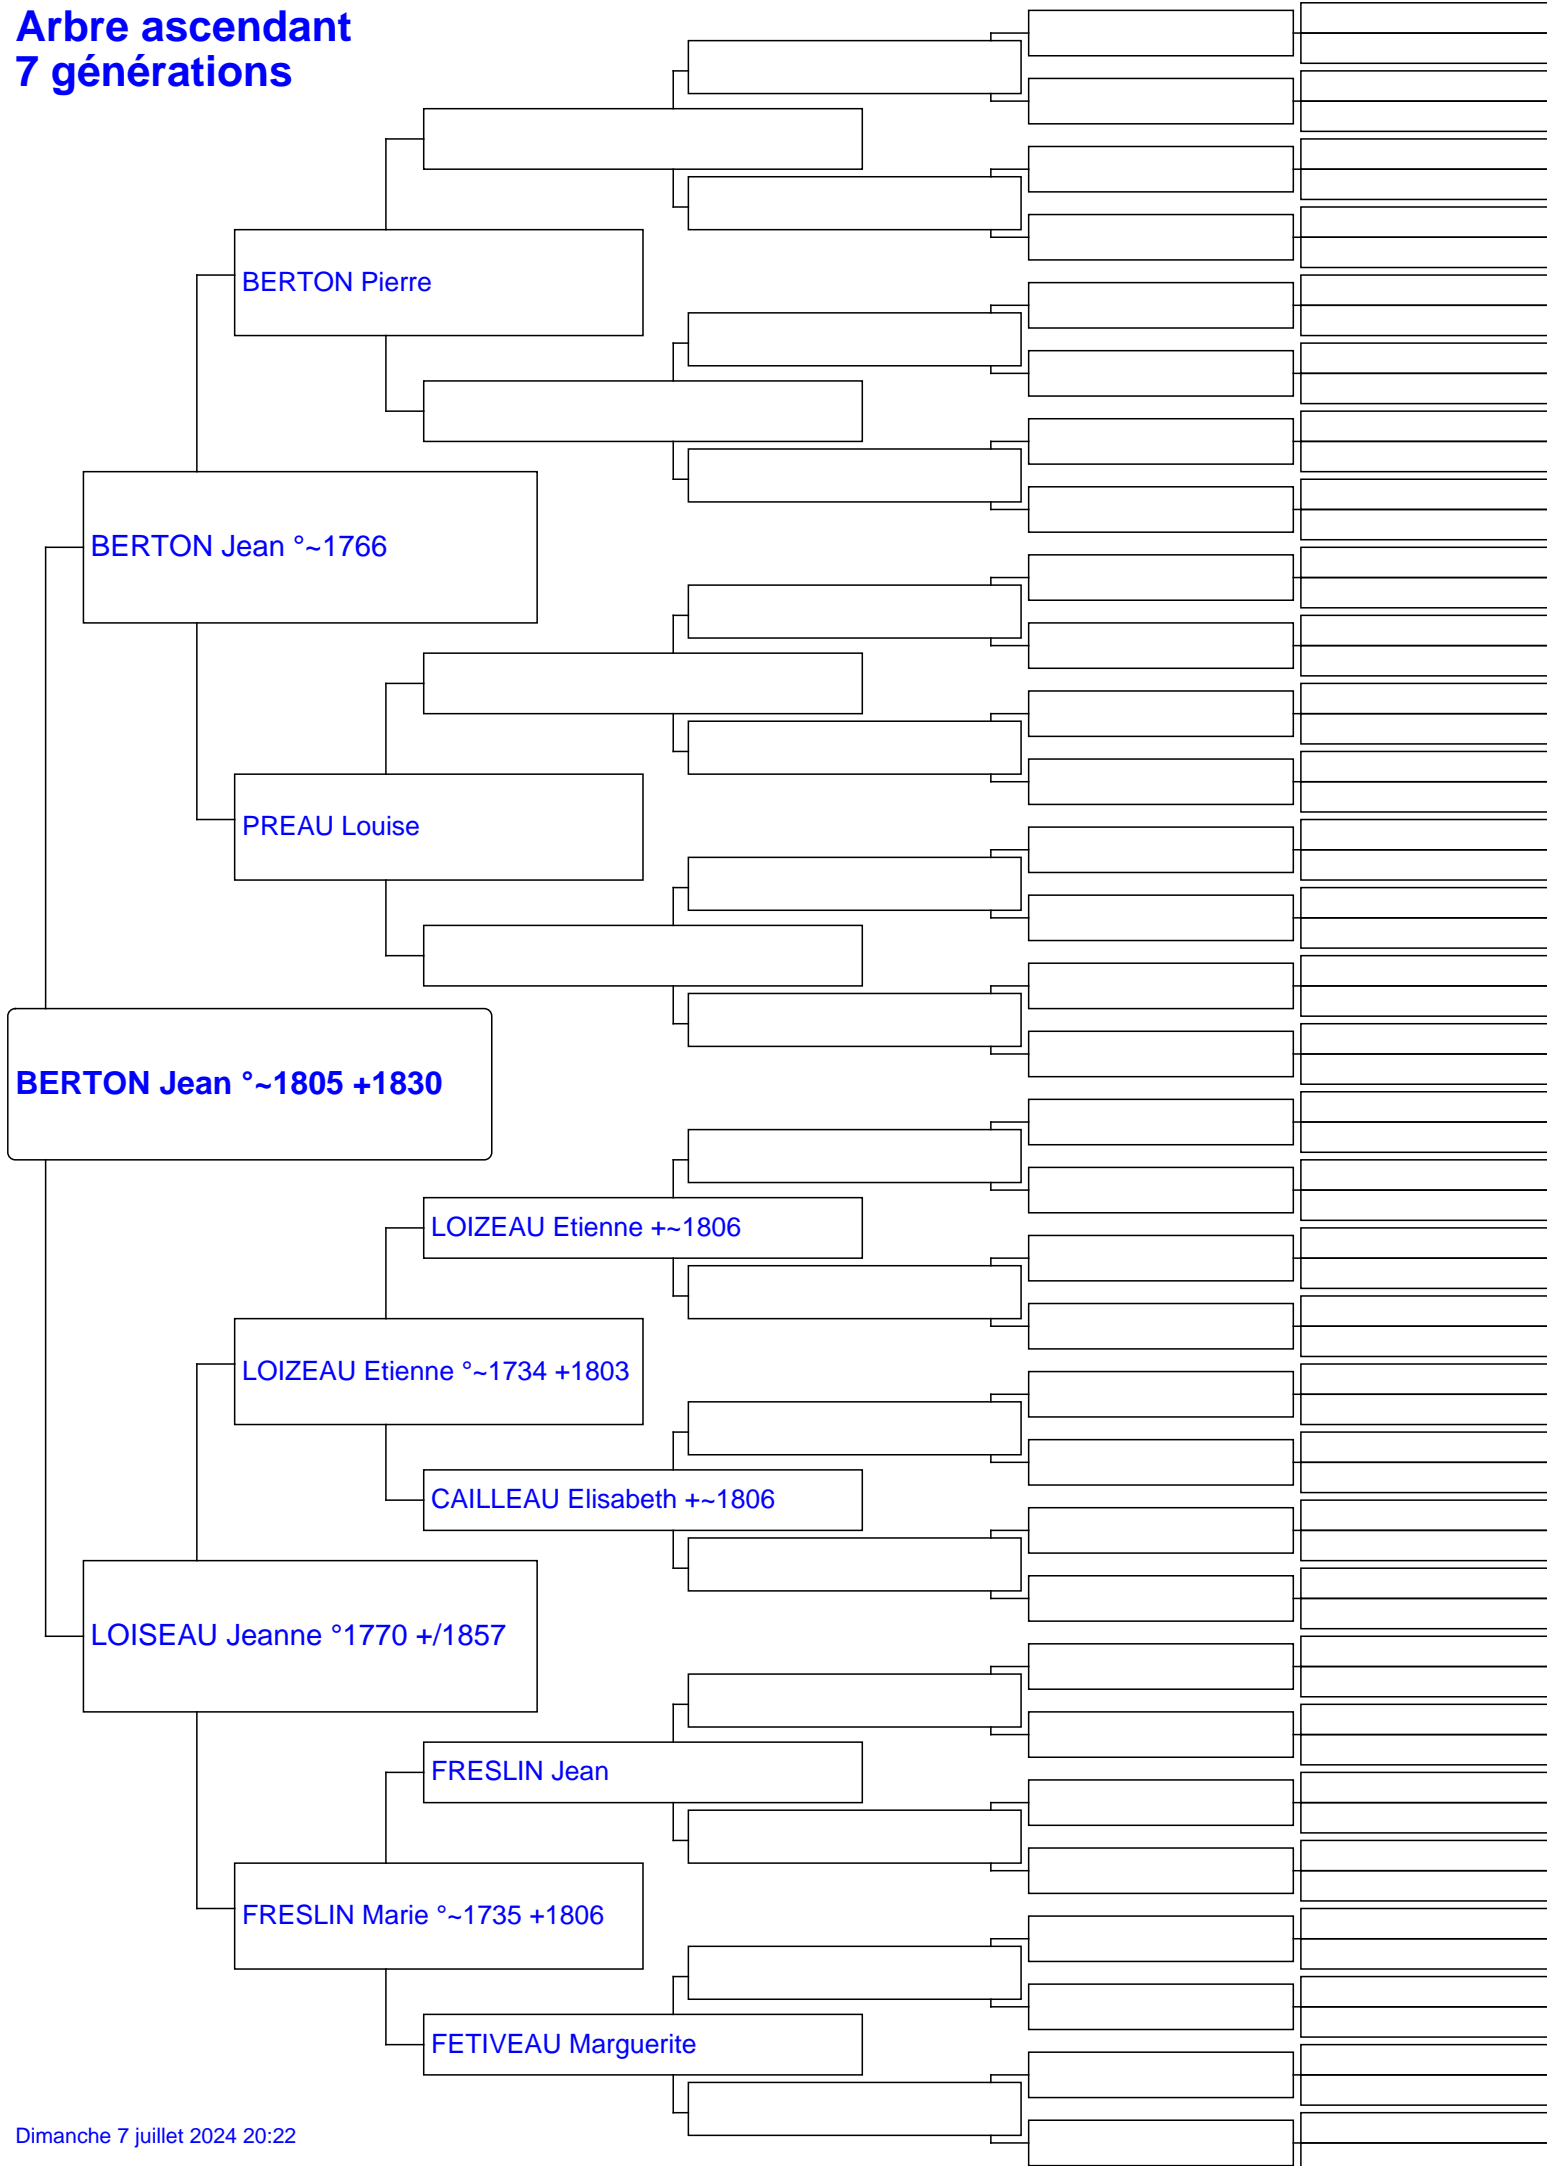 Arbre ascendant
7 générations
BERTON Pierre
BERTON Jean °~1766
PREAU Louise
BERTON Jean °~1805 +1830
LOIZEAU Etienne +~1806
LOIZEAU Etienne °~1734 +1803
CAILLEAU Elisabeth +~1806
LOISEAU Jeanne °1770 +/1857
FRESLIN Jean
FRESLIN Marie °~1735 +1806
FETIVEAU Marguerite
Dimanche 7 juillet 2024 20:22